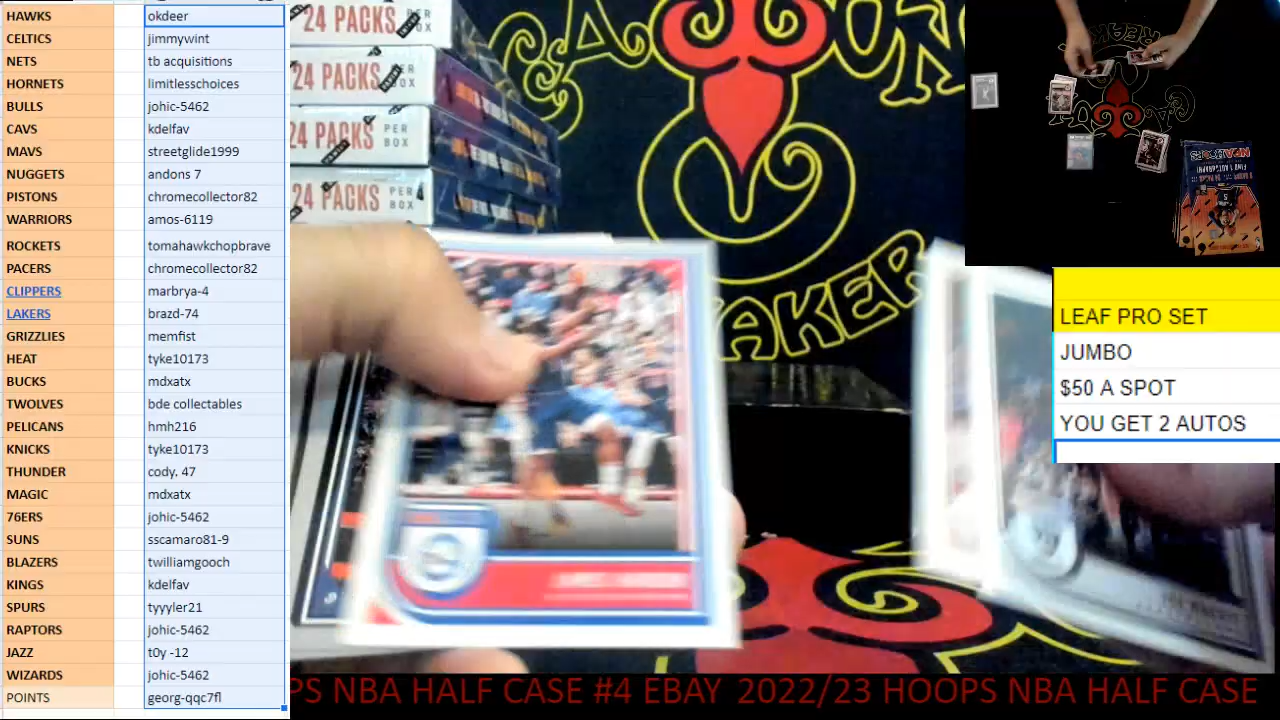 HAWKS okdeer
CELTICS jimmywint
NETS tb acquisitions
HORNETS limitlesschoices
BULLS johic-5462
CAVS kdelfav
MAVS streetglide1999
NUGGETS andons 7
PISTONS chromecollector82
WARRIORS amos-6119
ROCKETS tomahawkchopbrave
PACERS chromecollector82
CLIPPERS marbrya-4
LAKERS brazd-74
GRIZZLIES memfist
HEAT tyke10173
BUCKS mdxatx
TWOLVES bde collectables
PELICANS hmh216
KNICKS tyke10173
THUNDER cody, 47
MAGIC mdxatx
76ERS johic-5462
SUNS sscamaro81-9
BLAZERS twilliamgooch
KINGS kdelfav
SPURS tyyyler21
RAPTORS johic-5462
JAZZ t0y -12
WIZARDS johic-5462
POINTS georg-qqc7fl
24 PACKS PER BOX
24 PACKS PER BOX
24 PACKS PER BOX
24 PACKS PER BOX
LEAF PRO SET
JUMBO
$50 A SPOT
YOU GET 2 AUTOS
PS NBA HALF CASE #4 EBAY 2022/23 HOOPS NBA HALF CASE